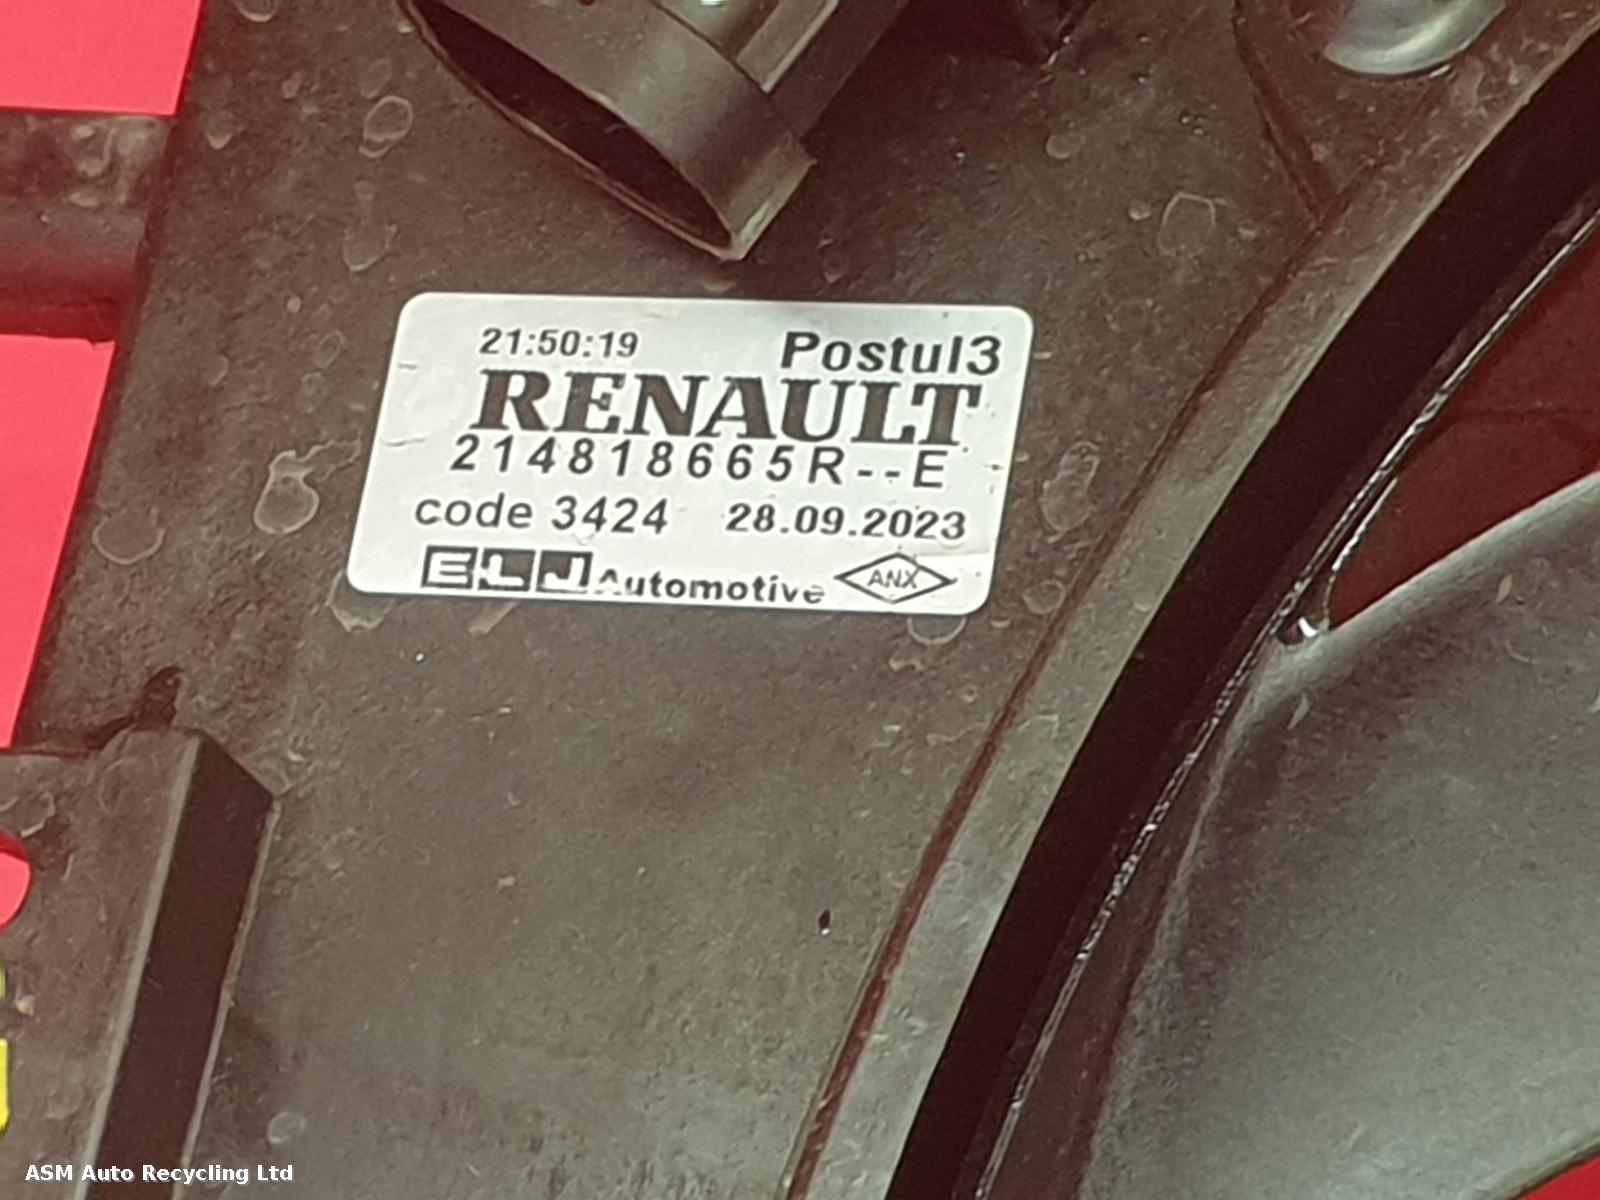 21:50:19 Postul3
RENAULT
214818665R--E
code 3424 28.09.2023
ELJ Automotive ANX
ASM Auto Recycling Ltd